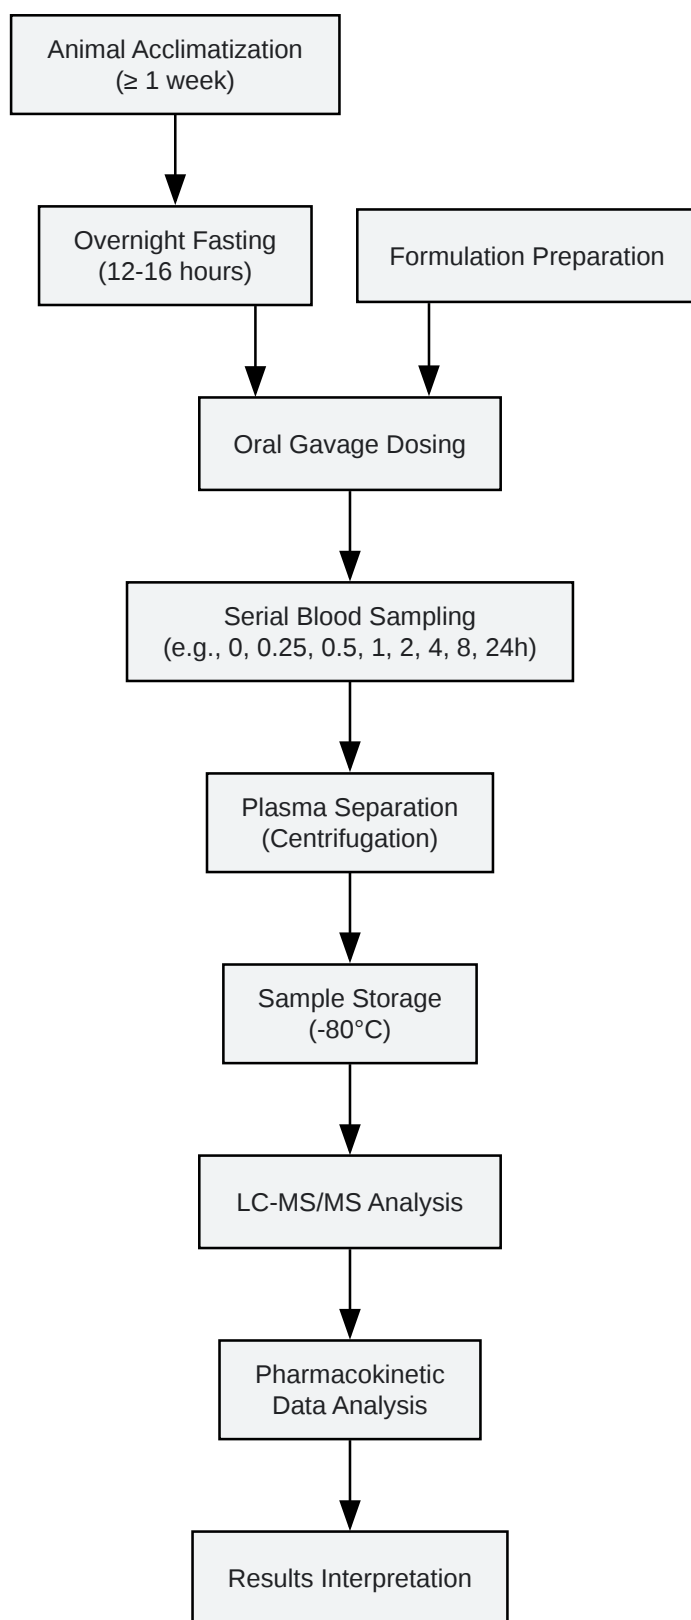 Animal Acclimatization
(≥ 1 week)
Overnight Fasting
(12-16 hours)
Formulation Preparation
Oral Gavage Dosing
Serial Blood Sampling
(e.g., 0, 0.25, 0.5, 1, 2, 4, 8, 24h)
Plasma Separation
(Centrifugation)
Sample Storage
(-80°C)
LC-MS/MS Analysis
Pharmacokinetic
Data Analysis
Results Interpretation